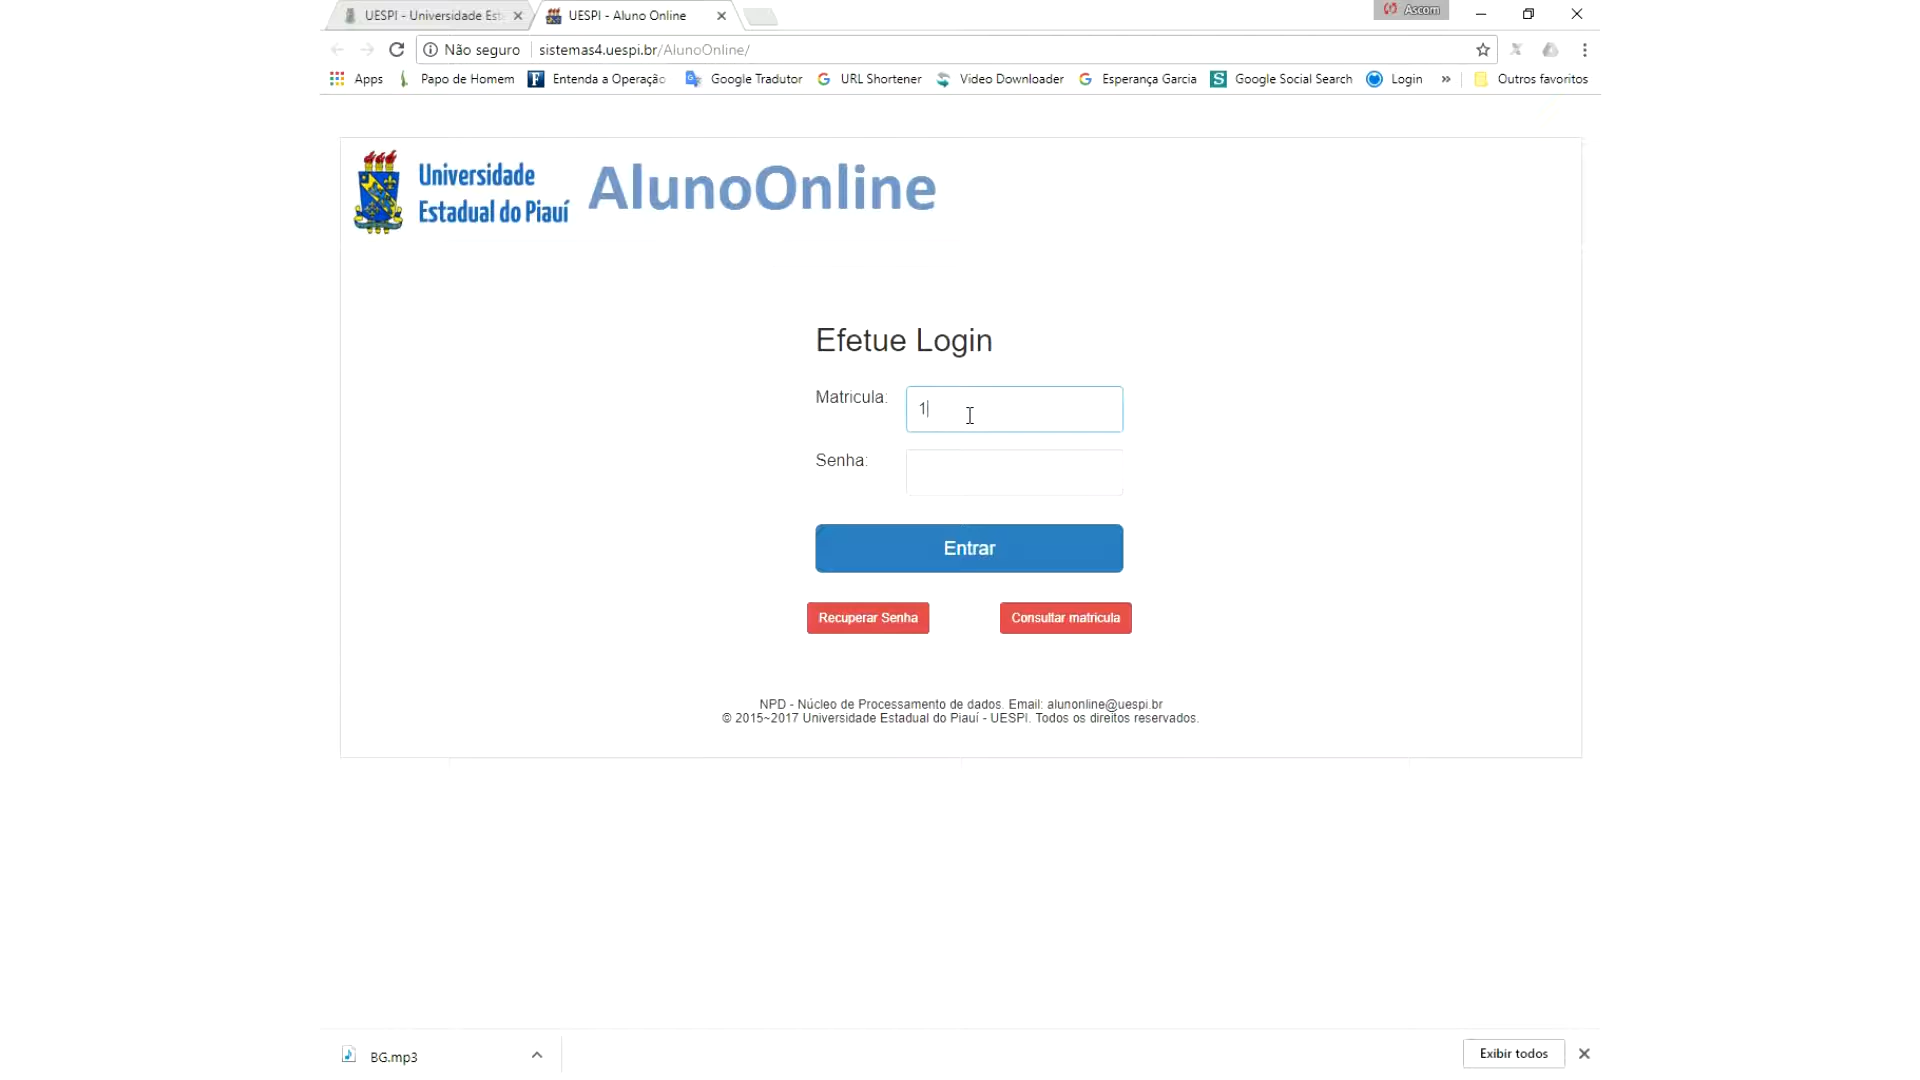 UESPI - Universidade Est
UESPI - Aluno Online
Ascom
Não seguro
sistemas4.uespi.br/AlunoOnline/
Apps
Papo de Homem
Entenda a Operação
Google Tradutor
URL Shortener
Video Downloader
Esperança Garcia
Google Social Search
Login
»
Outros favoritos
Universidade
Estadual do Piauí
AlunoOnline
Efetue Login
Matricula:
1
Senha:
Entrar
Recuperar Senha
Consultar matricula
NPD - Núcleo de Processamento de dados. Email: alunonline@uespi.br
© 2015~2017 Universidade Estadual do Piauí - UESPI. Todos os direitos reservados.
BG.mp3
Exibir todos